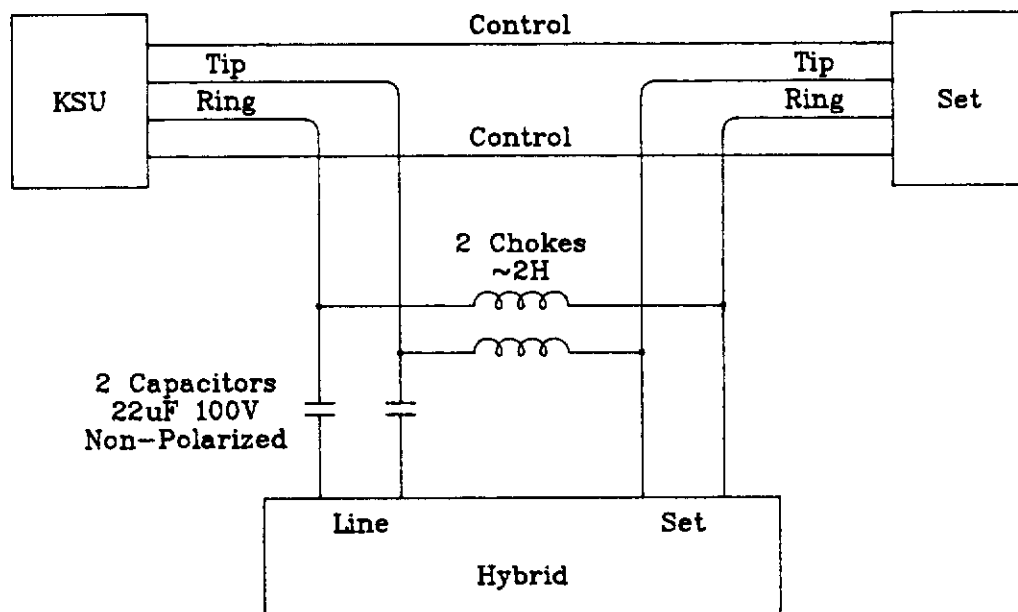 Control
Tip
Tip
KSU
Ring
Ring
Set
Control
2 Chokes
~2H
2 Capacitors
22uF 100V
Non-Polarized
Line
Set
Hybrid